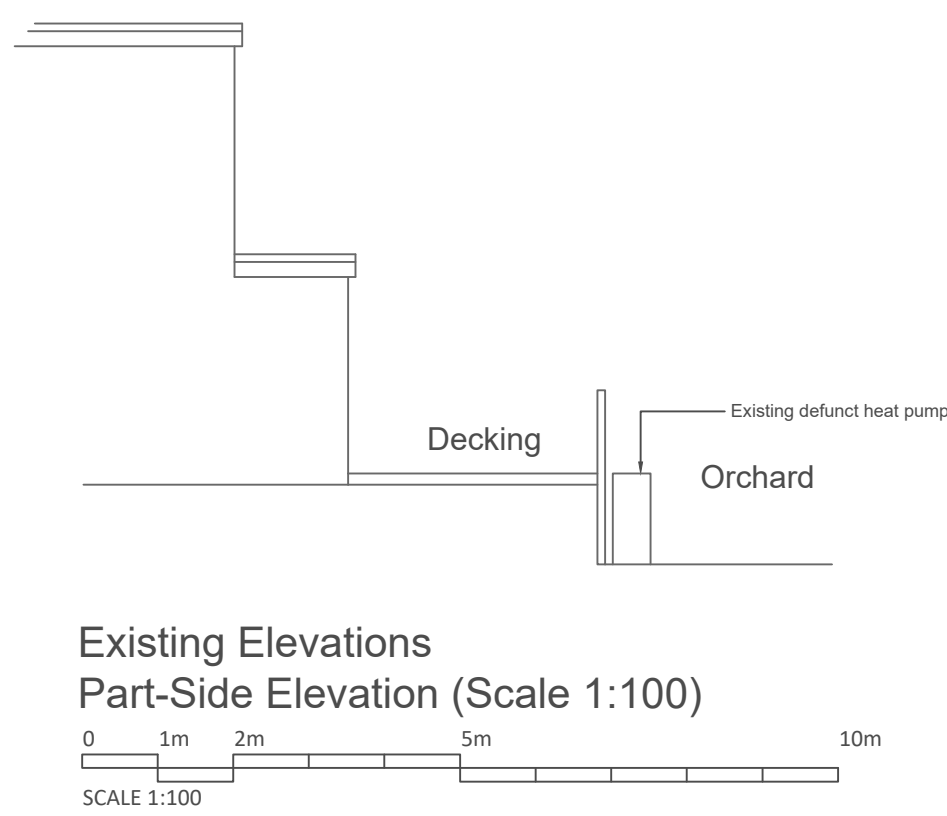 Existing defunct heat pump
Decking
Orchard
Existing Elevations
Part-Side Elevation (Scale 1:100)
0 1m 2m 5m 10m
SCALE 1:100